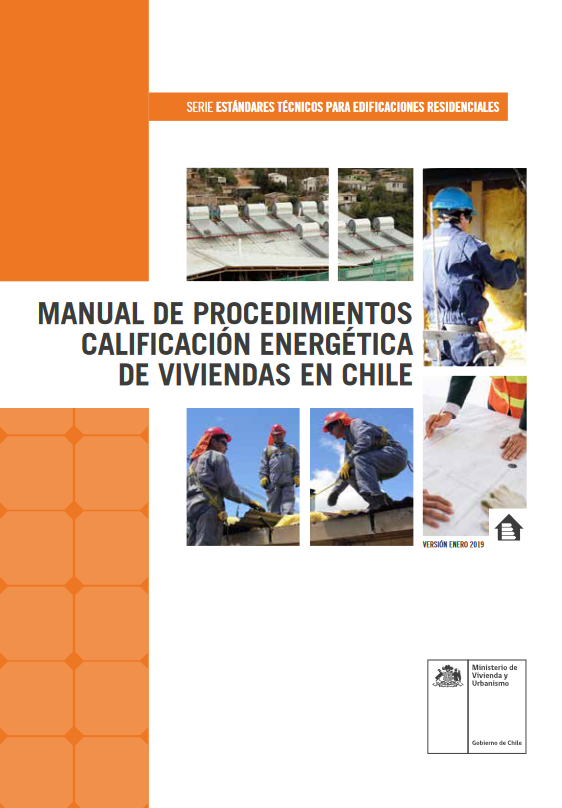 SERIE ESTÁNDARES TÉCNICOS PARA EDIFICACIONES RESIDENCIALES
MANUAL DE PROCEDIMIENTOS
CALIFICACIÓN ENERGÉTICA
DE VIVIENDAS EN CHILE
VERSIÓN ENERO 2019
Ministerio de
Vivienda y
Urbanismo
Gobierno de Chile